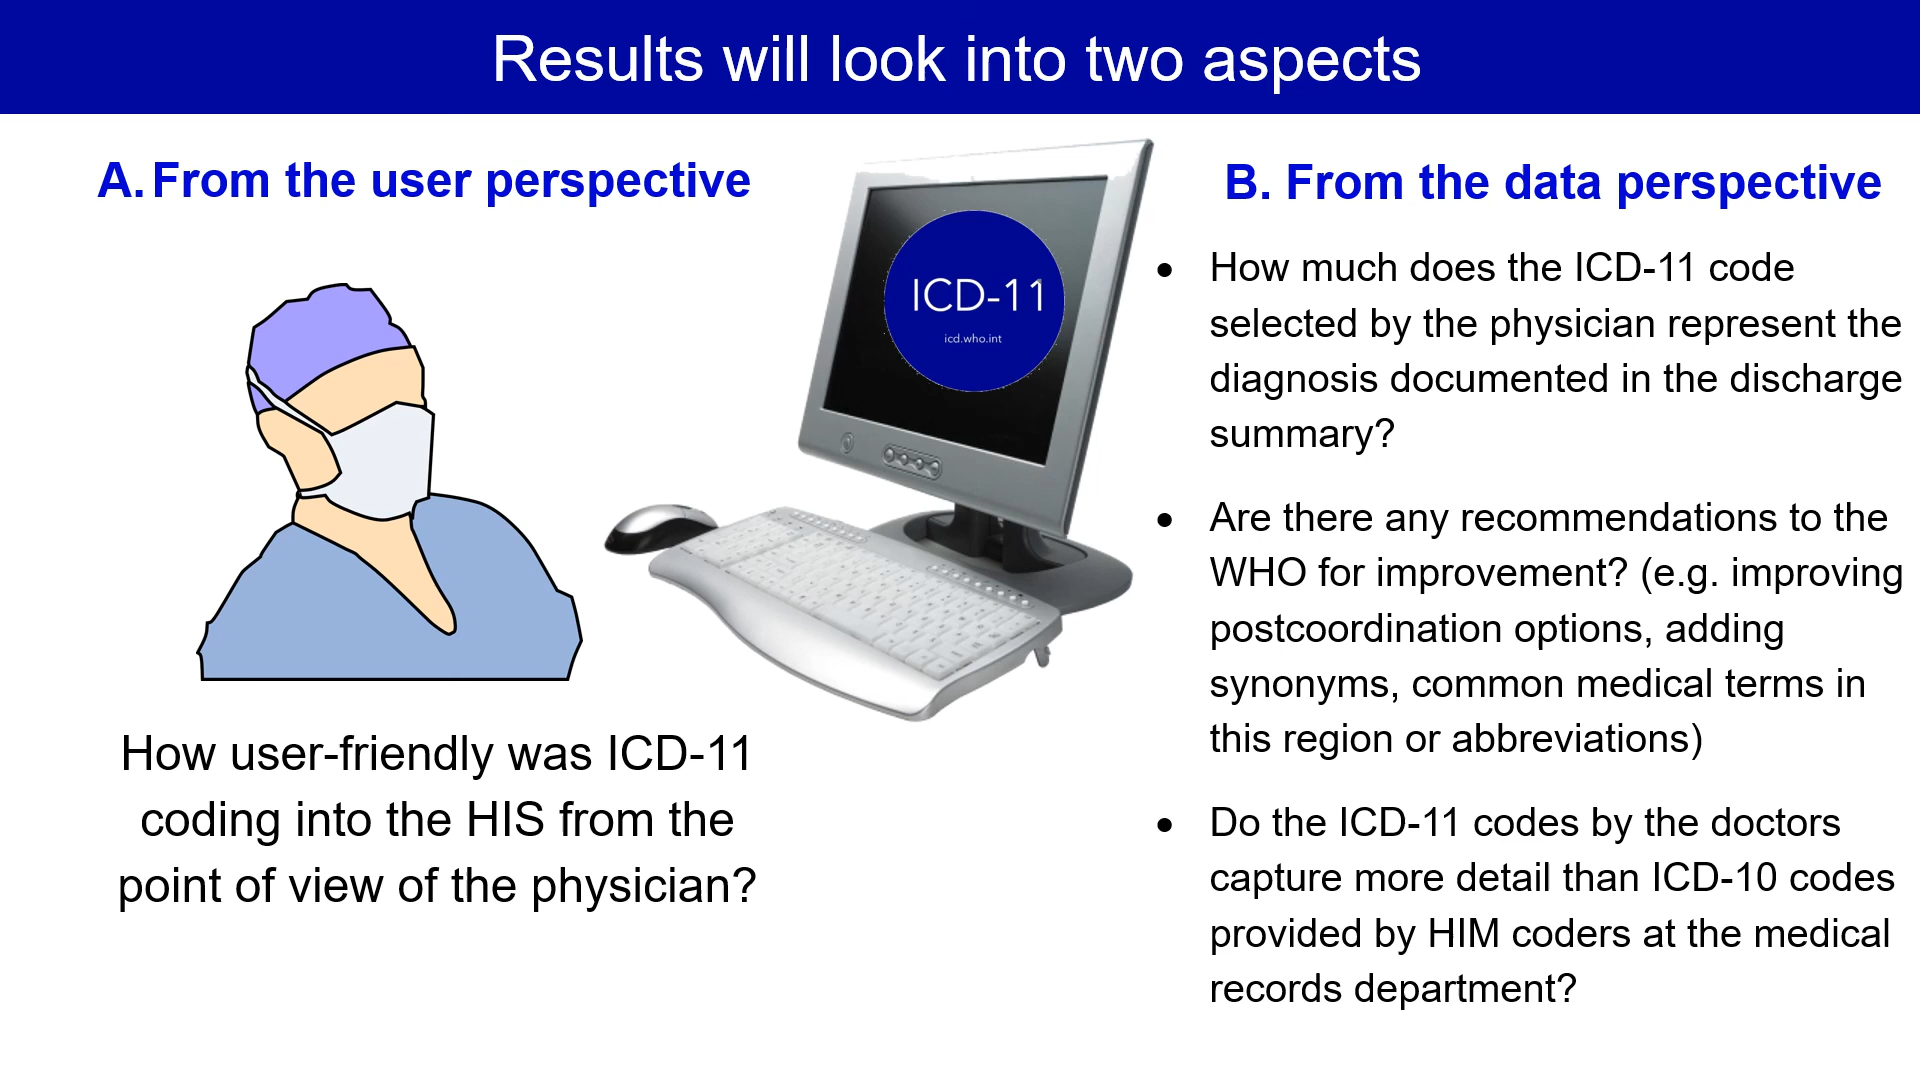 Results will look into two aspects
A. From the user perspective
How user-friendly was ICD-11
coding into the HIS from the
point of view of the physician?
ICD-11
icd.who.int
B. From the data perspective
• How much does the ICD-11 code
selected by the physician represent the
diagnosis documented in the discharge
summary?
• Are there any recommendations to the
WHO for improvement? (e.g. improving
postcoordination options, adding
synonyms, common medical terms in
this region or abbreviations)
• Do the ICD-11 codes by the doctors
capture more detail than ICD-10 codes
provided by HIM coders at the medical
records department?